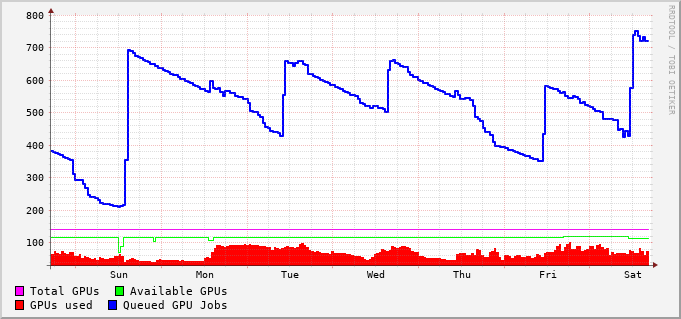 800
700
600
500
400
300
200
100
Sun Mon Tue Wed Thu Fri Sat
Total GPUs Available GPUs
GPUs used Queued GPU Jobs
RRDTOOL / TOBI OETIKER